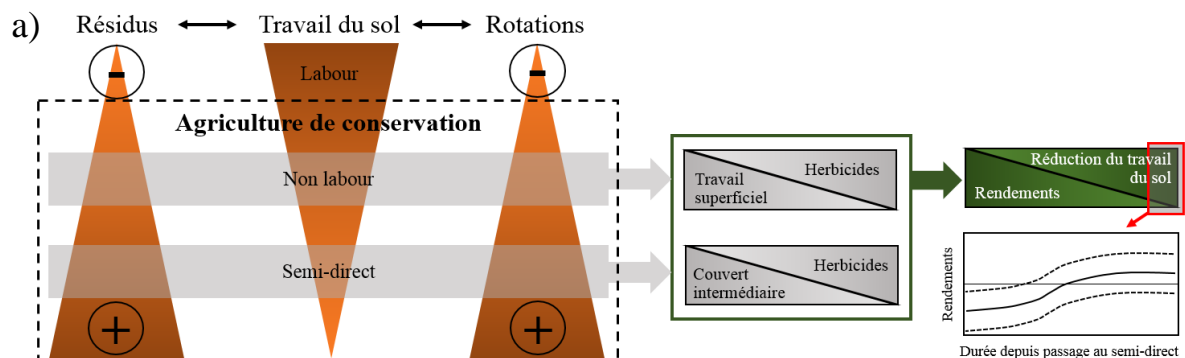 a)
Résidus
Travail du sol
Rotations
-
Labour
-
Agriculture de conservation
Non labour
Semi-direct
+
+
Herbicides
Travail
superficiel
Herbicides
Couvert
intermédiaire
Réduction du travail
du sol
Rendements
Rendements
Durée depuis passage au semi-direct